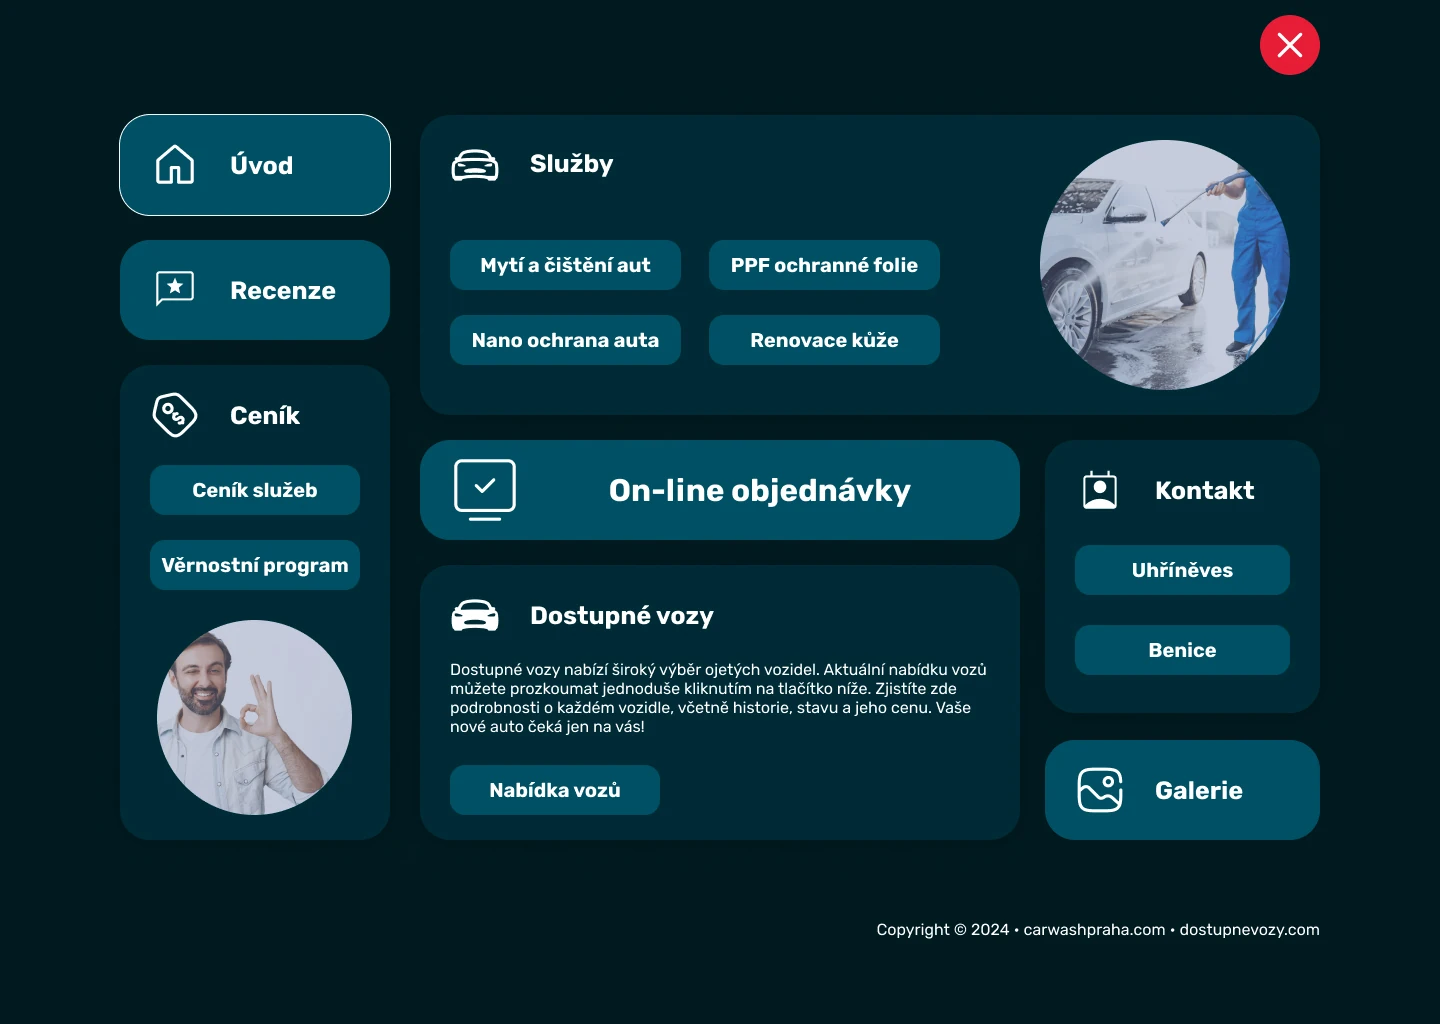 Úvod
Recenze
Ceník
Ceník služeb
Věrnostní program
Služby
Mytí a čištění aut
PPF ochranné folie
Nano ochrana auta
Renovace kůže
On-line objednávky
Dostupné vozy
Dostupné vozy nabízí široký výběr ojetých vozidel. Aktuální nabídku vozů
můžete prozkoumat jednoduše kliknutím na tlačítko níže. Zjistíte zde
podrobnosti o každém vozidle, včetně historie, stavu a jeho cenu. Vaše
nové auto čeká jen na vás!
Nabídka vozů
Kontakt
Uhříněves
Benice
Galerie
Copyright © 2024 • carwashpraha.com • dostupnevozy.com